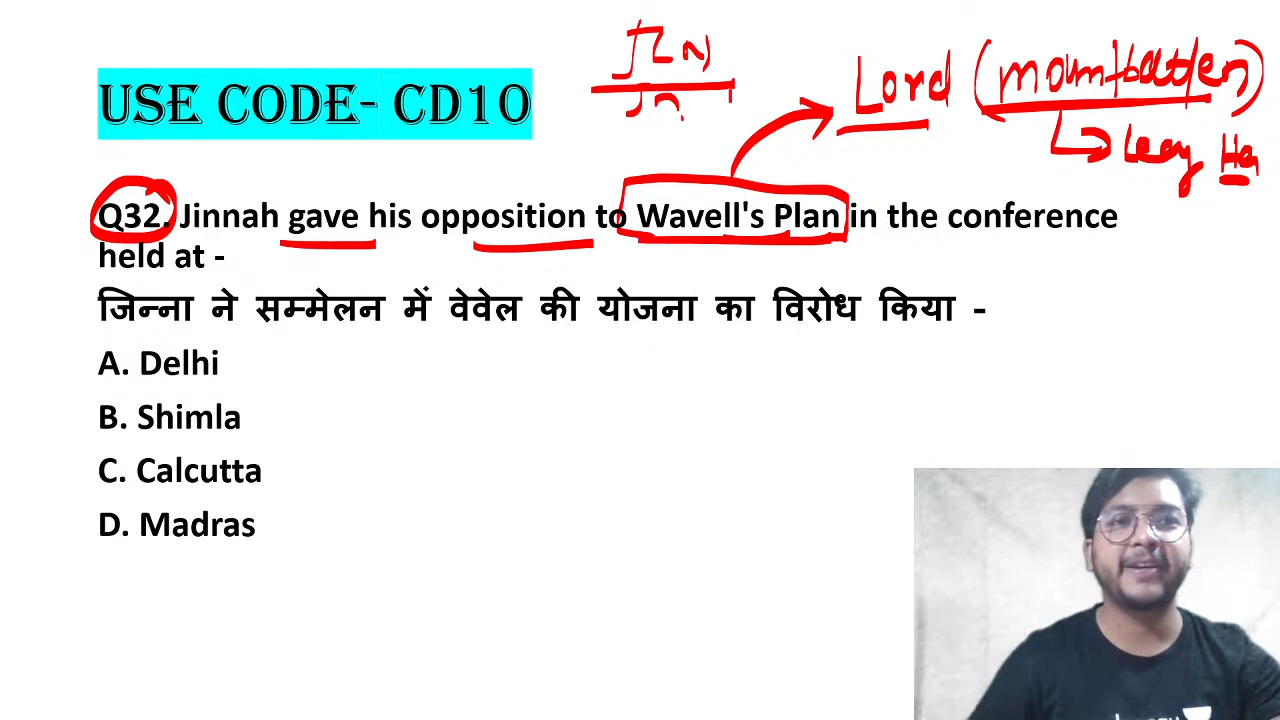 USE CODE- CD10
Lord (mountbatten)
Q32. Jinnah gave his opposition to Wavell's Plan in the conference
held at -
जिन्ना ने सम्मेलन में वेवेल की योजना का विरोध किया -
A. Delhi
B. Shimla
C. Calcutta
D. Madras